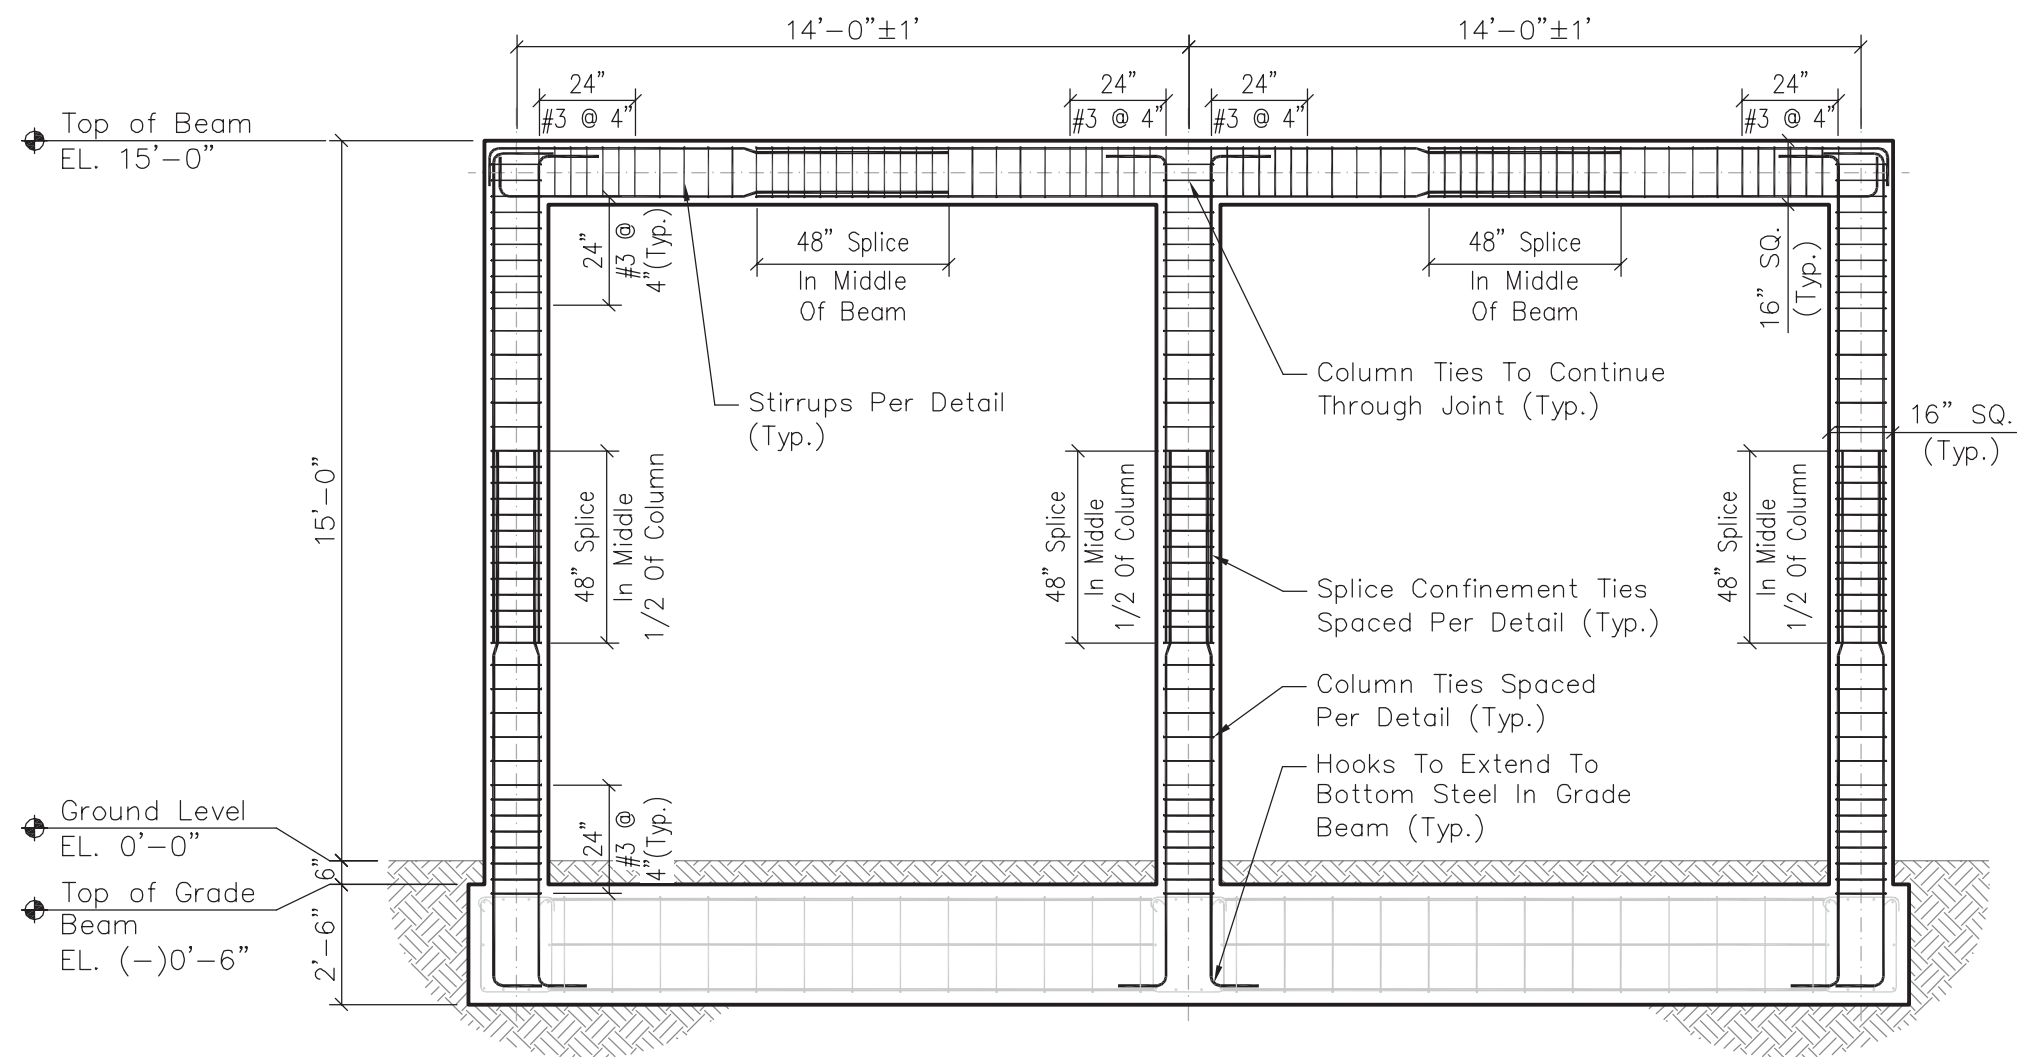 14'-0"±1'
14'-0"±1'
24"
#3 @ 4"
24"
#3 @ 4"
24"
#3 @ 4"
24"
#3 @ 4"
Top of Beam
EL. 15'-0"
24"
#3 @
4"(Typ.)
48" Splice
In Middle
Of Beam
48" Splice
In Middle
Of Beam
16" SQ.
(Typ.)
Column Ties To Continue
Through Joint (Typ.)
Stirrups Per Detail
(Typ.)
16" SQ.
(Typ.)
15'-0"
48" Splice
In Middle
1/2 Of Column
48" Splice
In Middle
1/2 Of Column
48" Splice
In Middle
1/2 Of Column
Splice Confinement Ties
Spaced Per Detail (Typ.)
Column Ties Spaced
Per Detail (Typ.)
Hooks To Extend To
Bottom Steel In Grade
Beam (Typ.)
24"
#3 @
4"(Typ.)
Ground Level
EL. 0'-0"
6"
Top of Grade
Beam
EL. (-)0'-6"
2'-6"